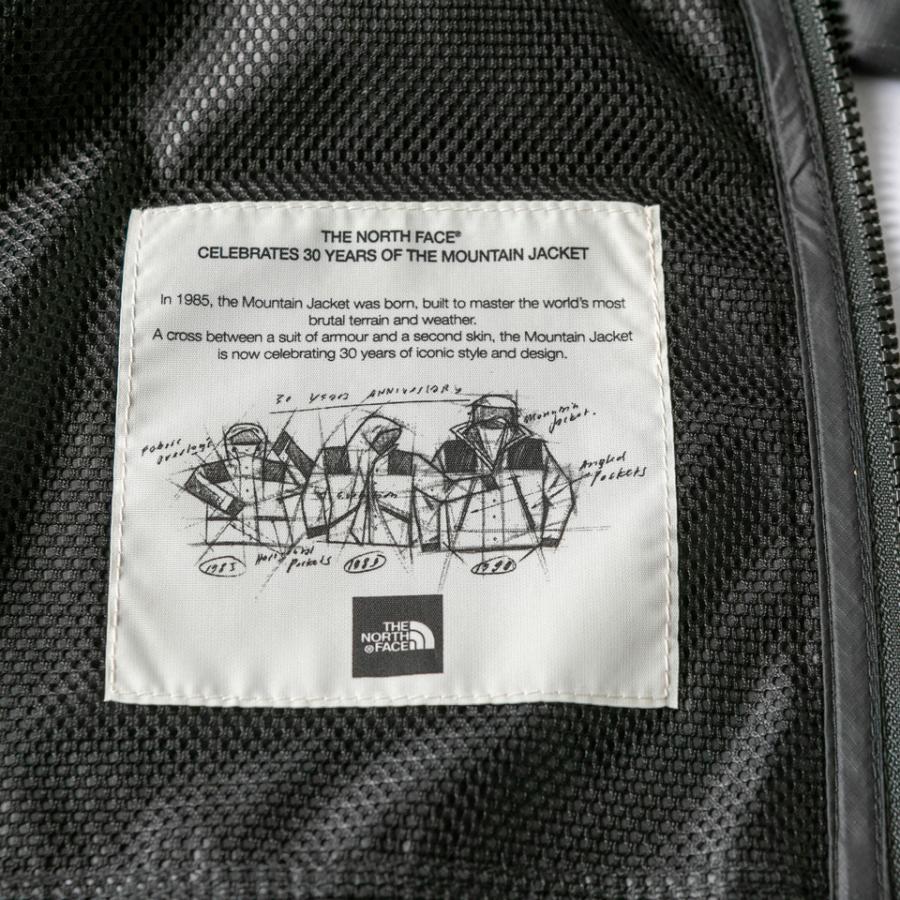 THE NORTH FACE®
CELEBRATES 30 YEARS OF THE MOUNTAIN JACKET
In 1985, the Mountain Jacket was born, built to master the world's most
brutal terrain and weather.
A cross between a suit of armour and a second skin, the Mountain Jacket
is now celebrating 30 years of iconic style and design.
30 YEARS ANNIVERSARY
Mountain
Jacket.
Fabric
overlays
Angled
Pockets
Horizontal
Pockets
1985
1990
THE
NORTH
®FACE